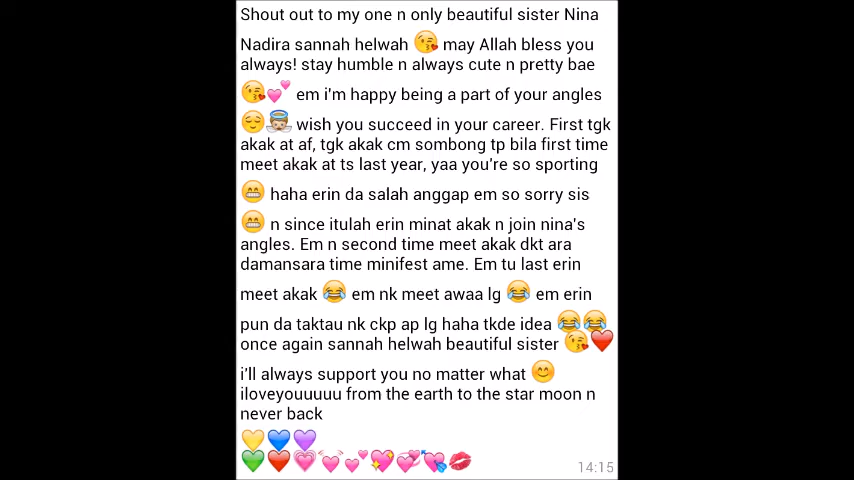 Shout out to my one n only beautiful sister Nina
Nadira sannah helwah 😘 may Allah bless you
always! stay humble n always cute n pretty bae
😘💕 em i'm happy being a part of your angles
😌👼 wish you succeed in your career. First tgk
akak at af, tgk akak cm sombong tp bila first time
meet akak at ts last year, yaa you're so sporting
😁 haha erin da salah anggap em so sorry sis
😁 n since itulah erin minat akak n join nina's
angles. Em n second time meet akak dkt ara
damansara time minifest ame. Em tu last erin
meet akak 😂 em nk meet awaa lg 😂 em erin
pun da taktau nk ckp ap lg haha tkde idea 😂😂
once again sannah helwah beautiful sister 😘❤
i'll always support you no matter what 😊
iloveyouuuuu from the earth to the star moon n
never back
💛💙💜
💚❤💗💓💕💖💞💘💋
14:15